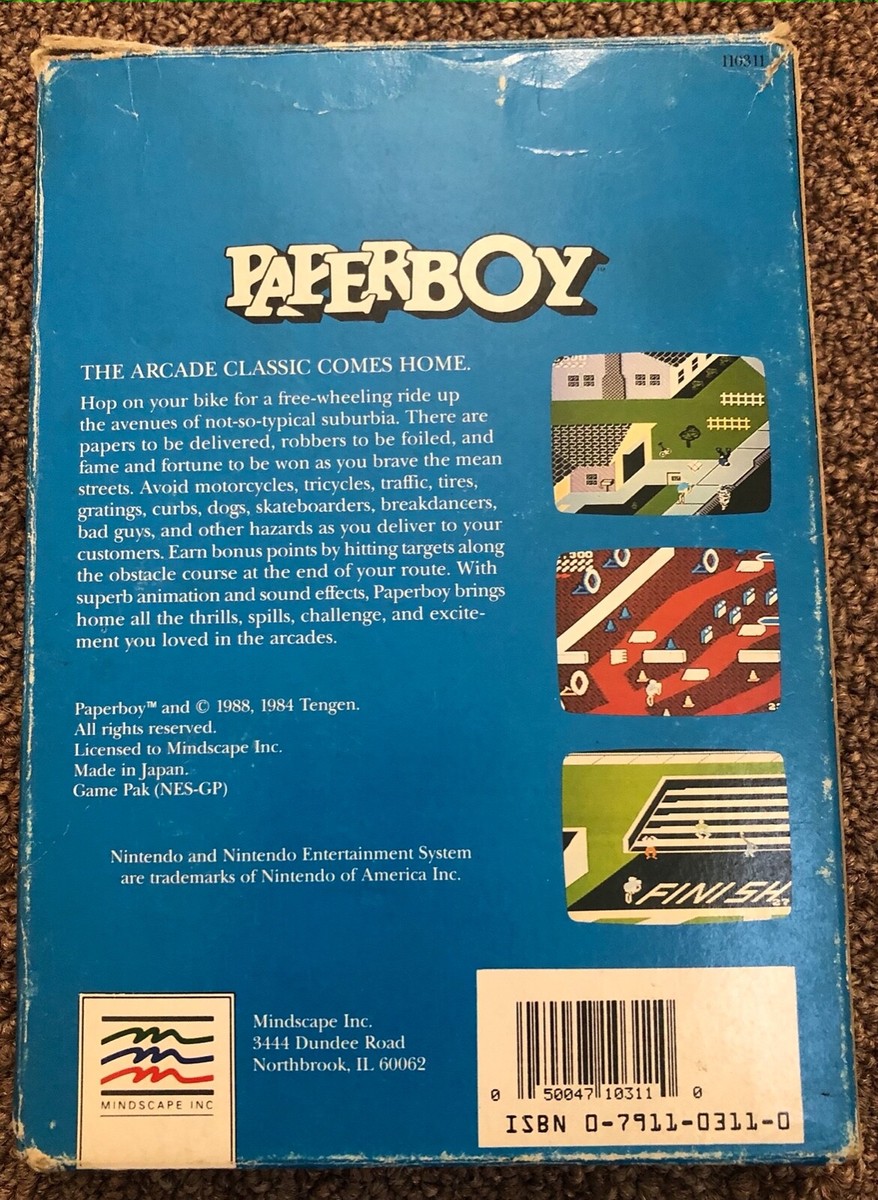 110311
PAPERBOY™
THE ARCADE CLASSIC COMES HOME.
Hop on your bike for a free-wheeling ride up
the avenues of not-so-typical suburbia. There are
papers to be delivered, robbers to be foiled, and
fame and fortune to be won as you brave the mean
streets. Avoid motorcycles, tricycles, traffic, tires,
gratings, curbs, dogs, skateboarders, breakdancers,
bad guys, and other hazards as you deliver to your
customers. Earn bonus points by hitting targets along
the obstacle course at the end of your route. With
superb animation and sound effects, Paperboy brings
home all the thrills, spills, challenge, and excite-
ment you loved in the arcades.
Paperboy™ and © 1988, 1984 Tengen.
All rights reserved.
Licensed to Mindscape Inc.
Made in Japan.
Game Pak (NES-GP)
Nintendo and Nintendo Entertainment System
are trademarks of Nintendo of America Inc.
FINISH
27
MINDSCAPE INC
Mindscape Inc.
3444 Dundee Road
Northbrook, IL 60062
0 50047 10311 0
ISBN 0-7911-0311-0